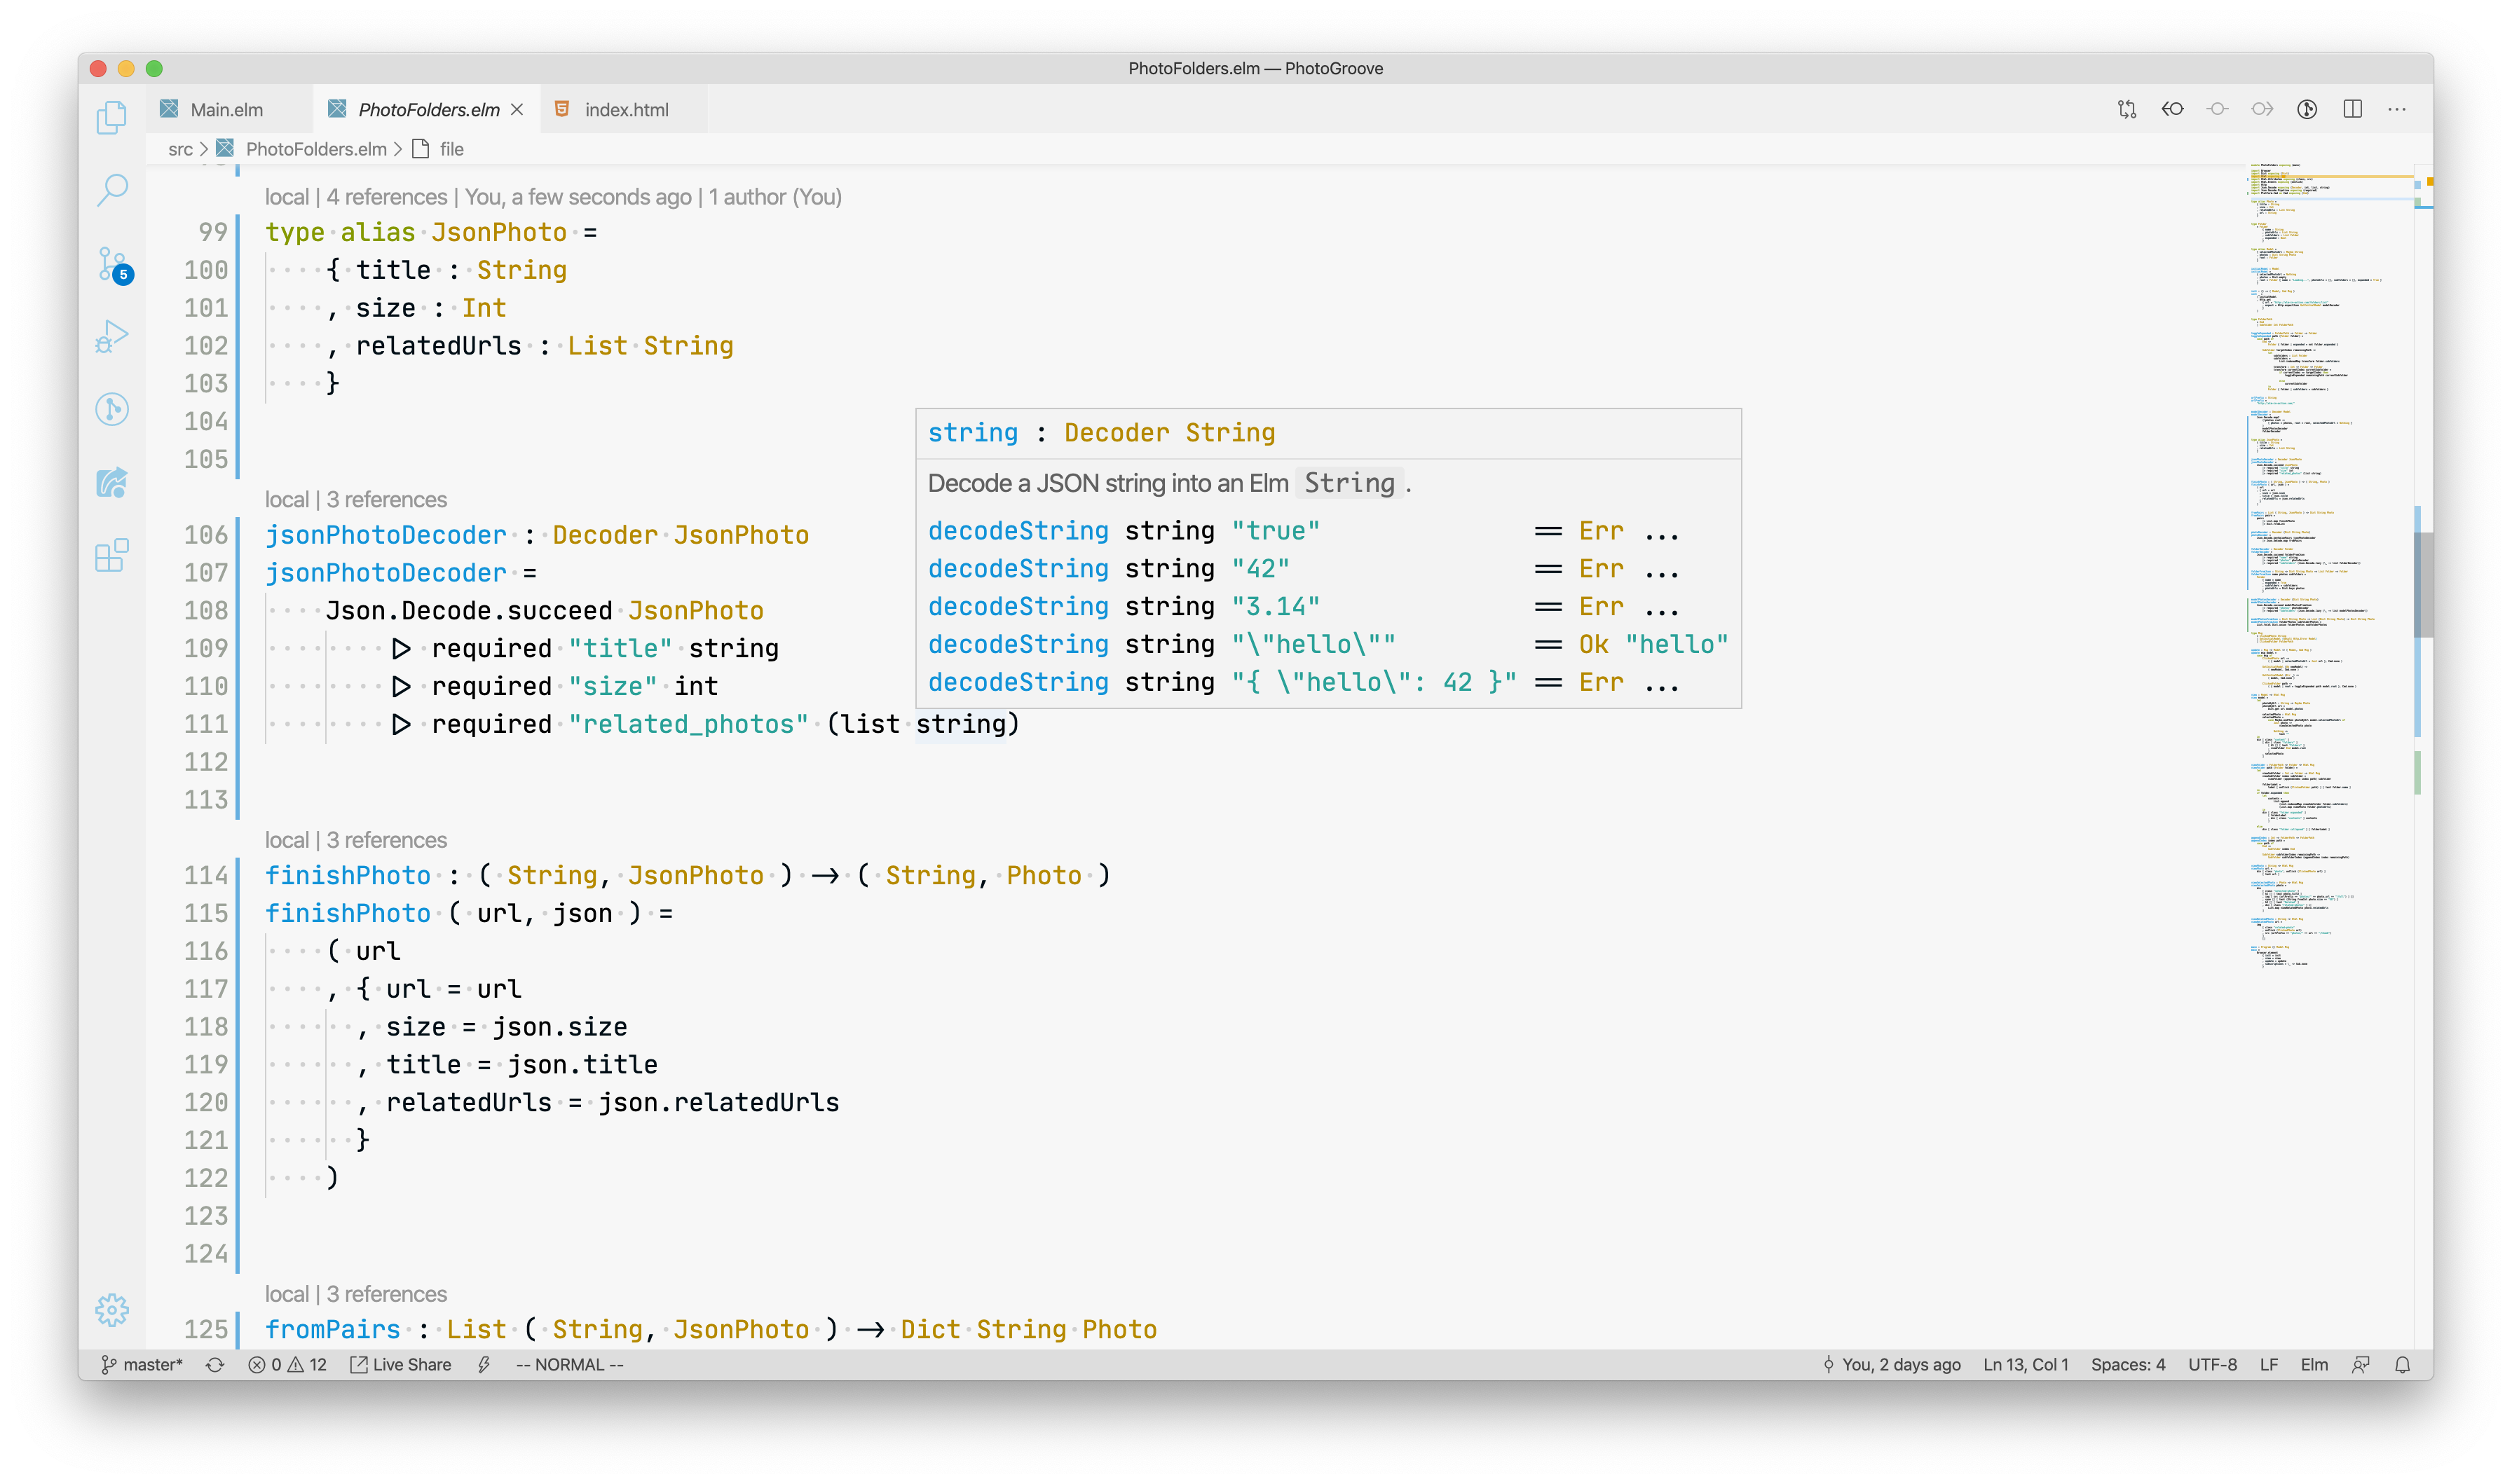 PhotoFolders.elm — PhotoGroove
Main.elm
PhotoFolders.elm
index.html
src > PhotoFolders.elm > file
local | 4 references | You, a few seconds ago | 1 author (You)
99 type alias JsonPhoto =
100 { title : String
101 , size : Int
102 , relatedUrls : List String
103 }
104
105
string : Decoder String
Decode a JSON string into an Elm String .
decodeString string "true" == Err ...
decodeString string "42" == Err ...
decodeString string "3.14" == Err ...
decodeString string "\"hello\"" == Ok "hello"
decodeString string "{ \"hello\": 42 }" == Err ...
local | 3 references
106 jsonPhotoDecoder : Decoder JsonPhoto
107 jsonPhotoDecoder =
108 Json.Decode.succeed JsonPhoto
109 |> required "title" string
110 |> required "size" int
111 |> required "related_photos" (list string)
112
113
local | 3 references
114 finishPhoto : ( String, JsonPhoto ) -> ( String, Photo )
115 finishPhoto ( url, json ) =
116 ( url
117 , { url = url
118 , size = json.size
119 , title = json.title
120 , relatedUrls = json.relatedUrls
121 }
122 )
123
124
local | 3 references
125 fromPairs : List ( String, JsonPhoto ) -> Dict String Photo
5
master* 0 12 Live Share -- NORMAL -- You, 2 days ago Ln 13, Col 1 Spaces: 4 UTF-8 LF Elm